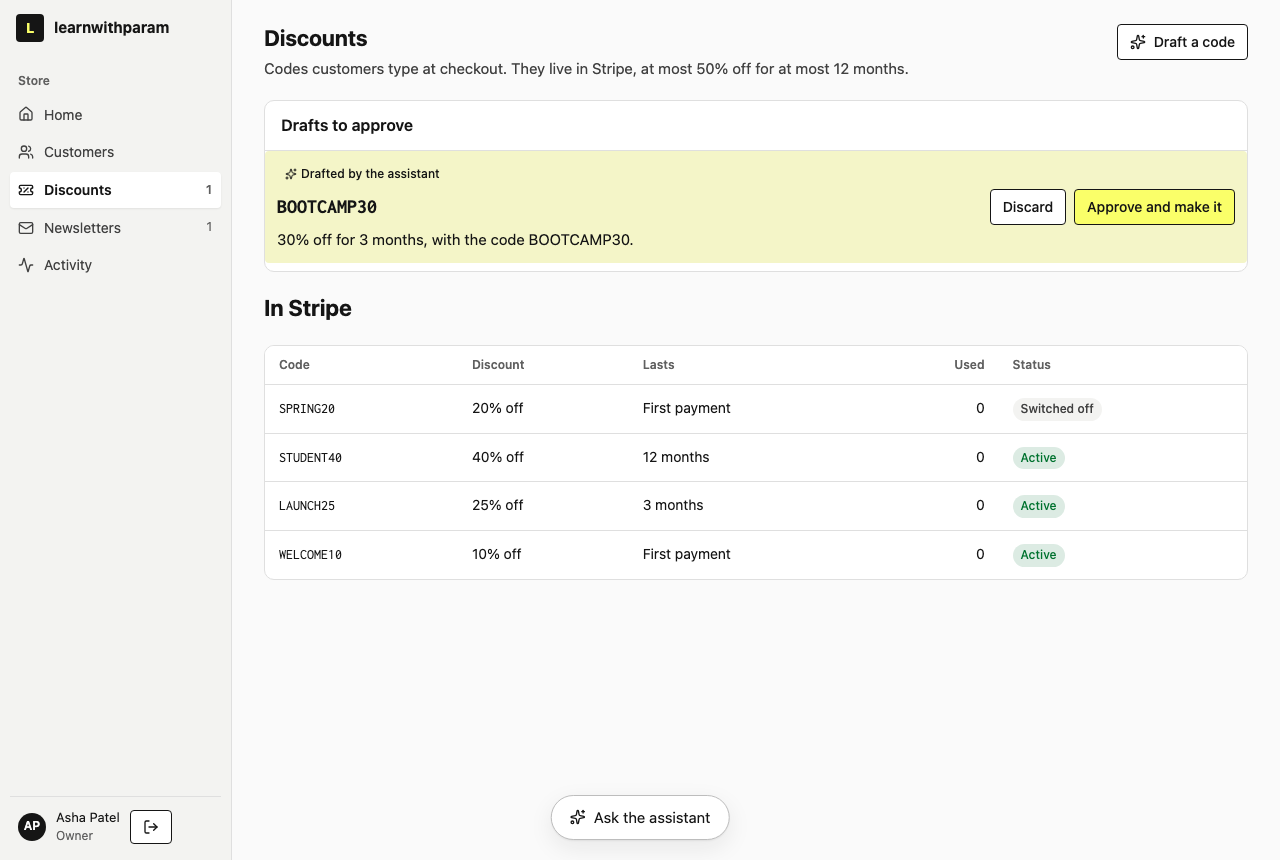 L learnwithparam
Store
Home
Customers
Discounts 1
Newsletters 1
Activity
AP Asha Patel
Owner
Discounts
Draft a code
Codes customers type at checkout. They live in Stripe, at most 50% off for at most 12 months.
Drafts to approve
Drafted by the assistant
BOOTCAMP30
Discard Approve and make it
30% off for 3 months, with the code BOOTCAMP30.
In Stripe
Code Discount Lasts Used Status
SPRING20 20% off First payment 0 Switched off
STUDENT40 40% off 12 months 0 Active
LAUNCH25 25% off 3 months 0 Active
WELCOME10 10% off First payment 0 Active
Ask the assistant